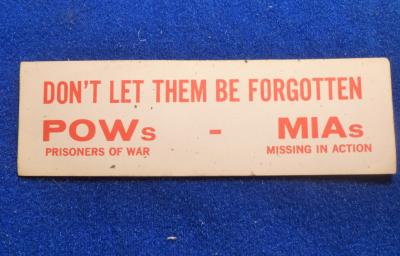 DON'T LET THEM BE FORGOTTEN
POWs - MIAs
PRISONERS OF WAR MISSING IN ACTION